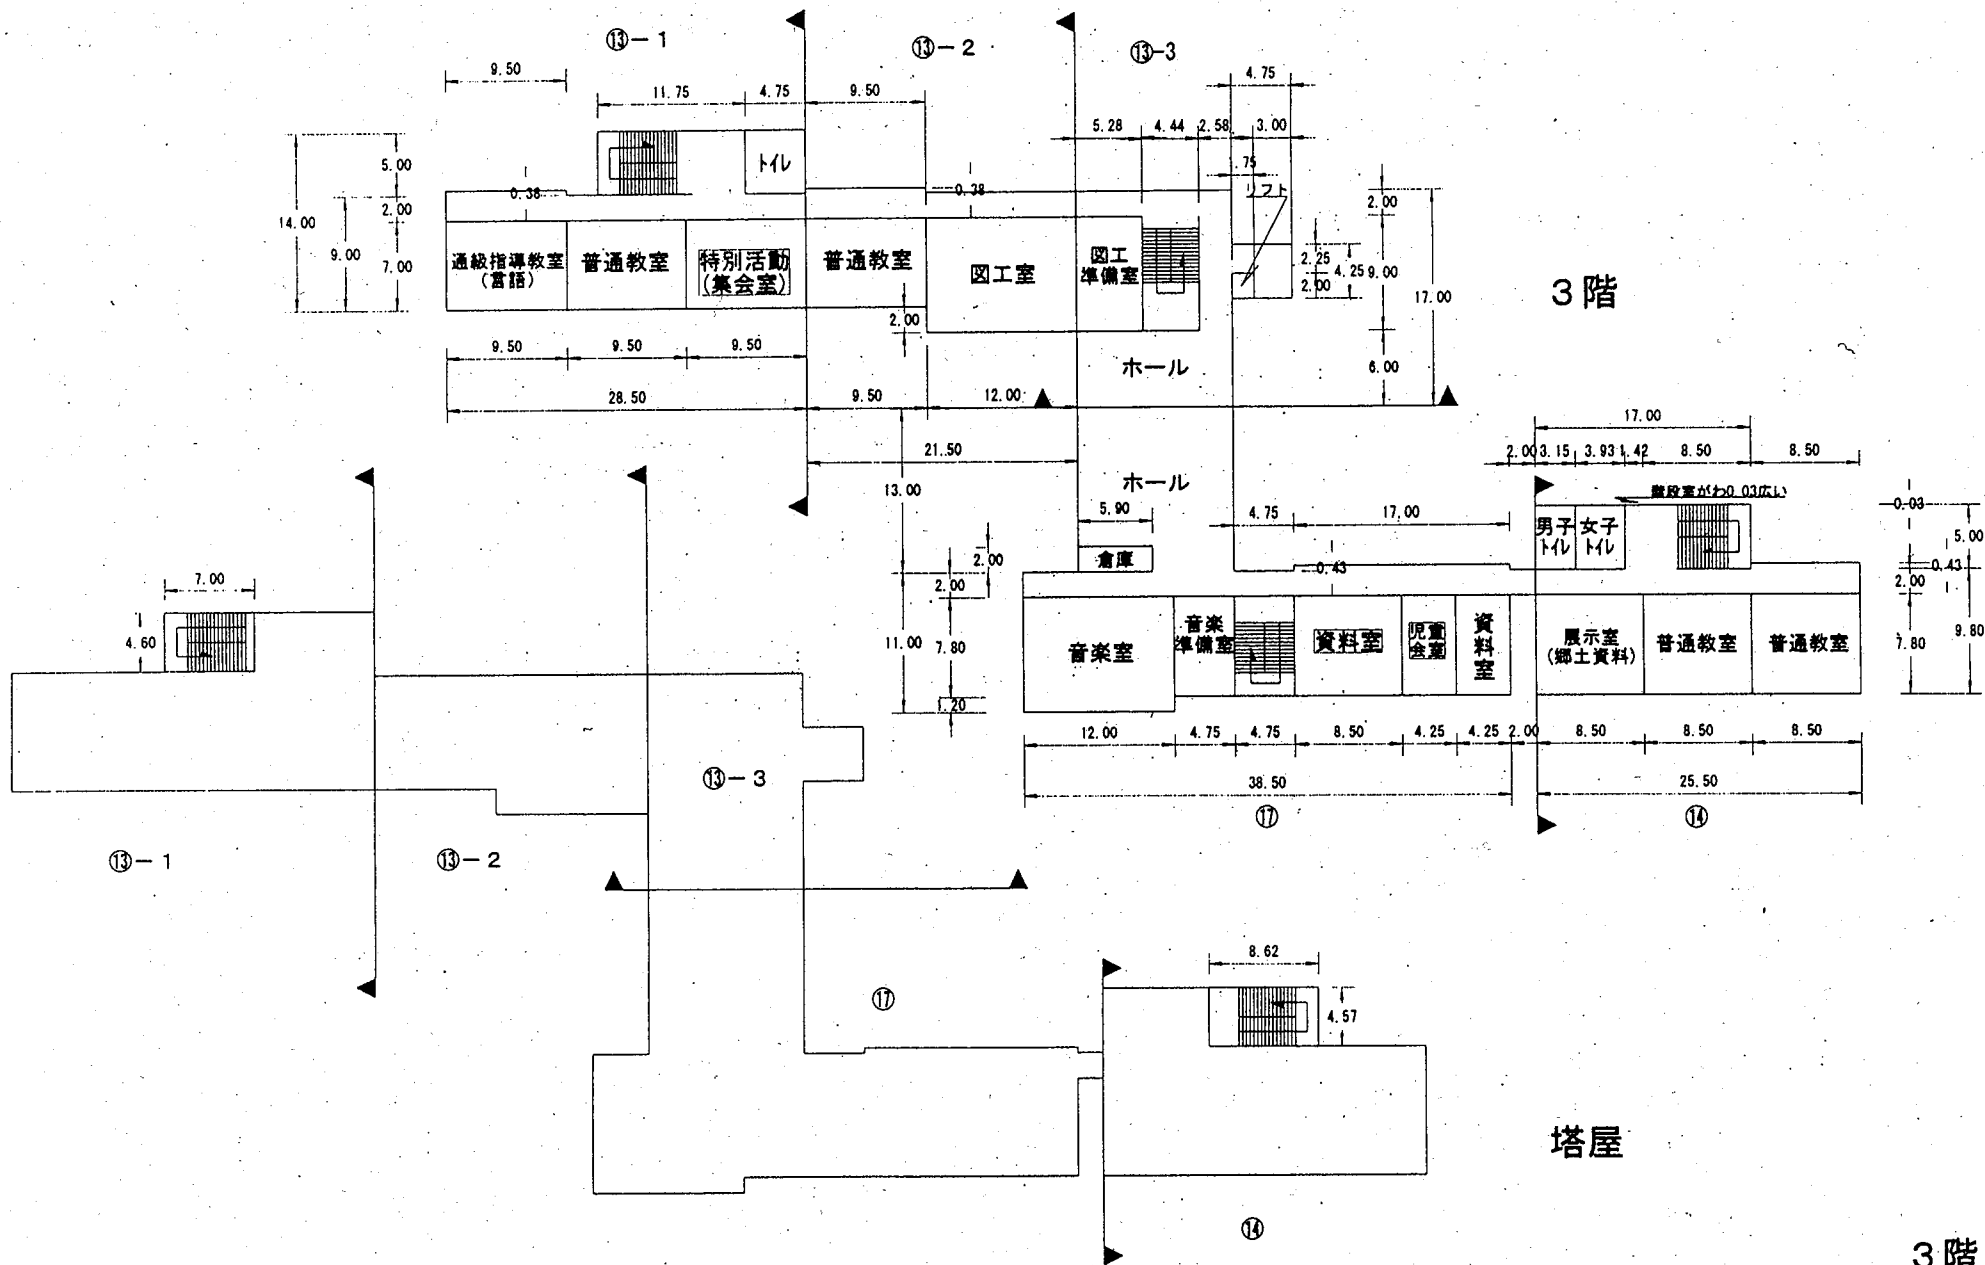 ⑬-1
⑬-2
⑬-3
9.50
11.75
4.75
9.50
4.75
5.28
4.44
2.58
3.00
.75
トイレ
リフト
5.00
0.38
0.38
2.00
2.00
14.00
9.00
7.00
通級指導教室
(言語)
普通教室
特別活動
(集会室)
普通教室
図工室
図工
準備室
2.25
2.00
4.25
9.00
17.00
3階
2.00
9.50
9.50
9.50
ホール
6.00
28.50
9.50
12.00
17.00
21.50
2.00
3.15
3.93
1.42
8.50
8.50
ホール
13.00
階段室がわ0.03広い
5.90
4.75
17.00
0.03
男子
トイレ
女子
トイレ
5.00
倉庫
2.00
0.43
0.43
2.00
2.00
7.00
4.60
11.00
7.80
1.20
音楽室
音楽
準備室
資料室
児童
会室
資料室
展示室
(郷土資料)
普通教室
普通教室
7.80
9.80
12.00
4.75
4.75
8.50
4.25
4.25
2.00
8.50
8.50
8.50
38.50
25.50
⑬-3
⑰
⑭
⑬-1
⑬-2
8.62
⑰
4.57
塔屋
⑭
3階